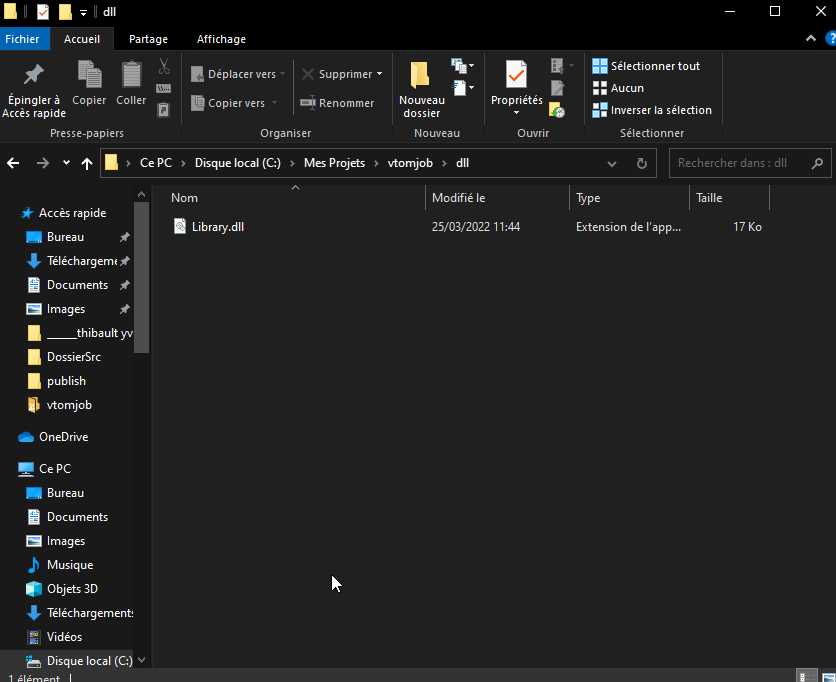 dll
Fichier Accueil Partage Affichage
Épingler à Accès rapide
Copier
Coller
Presse-papiers
Déplacer vers
Copier vers
Supprimer
Renommer
Organiser
Nouveau dossier
Nouveau
Propriétés
Ouvrir
Sélectionner tout
Aucun
Inverser la sélection
Sélectionner
Ce PC > Disque local (C:) > Mes Projets > vtomjob > dll
Rechercher dans : dll
Nom Modifié le Type Taille
Library.dll 25/03/2022 11:44 Extension de l'app... 17 Ko
Accès rapide
Bureau
Téléchargeme
Documents
Images
_____thibault yv
DossierSrc
publish
vtomjob
OneDrive
Ce PC
Bureau
Documents
Images
Musique
Objets 3D
Téléchargements
Vidéos
Disque local (C:)
1 élément